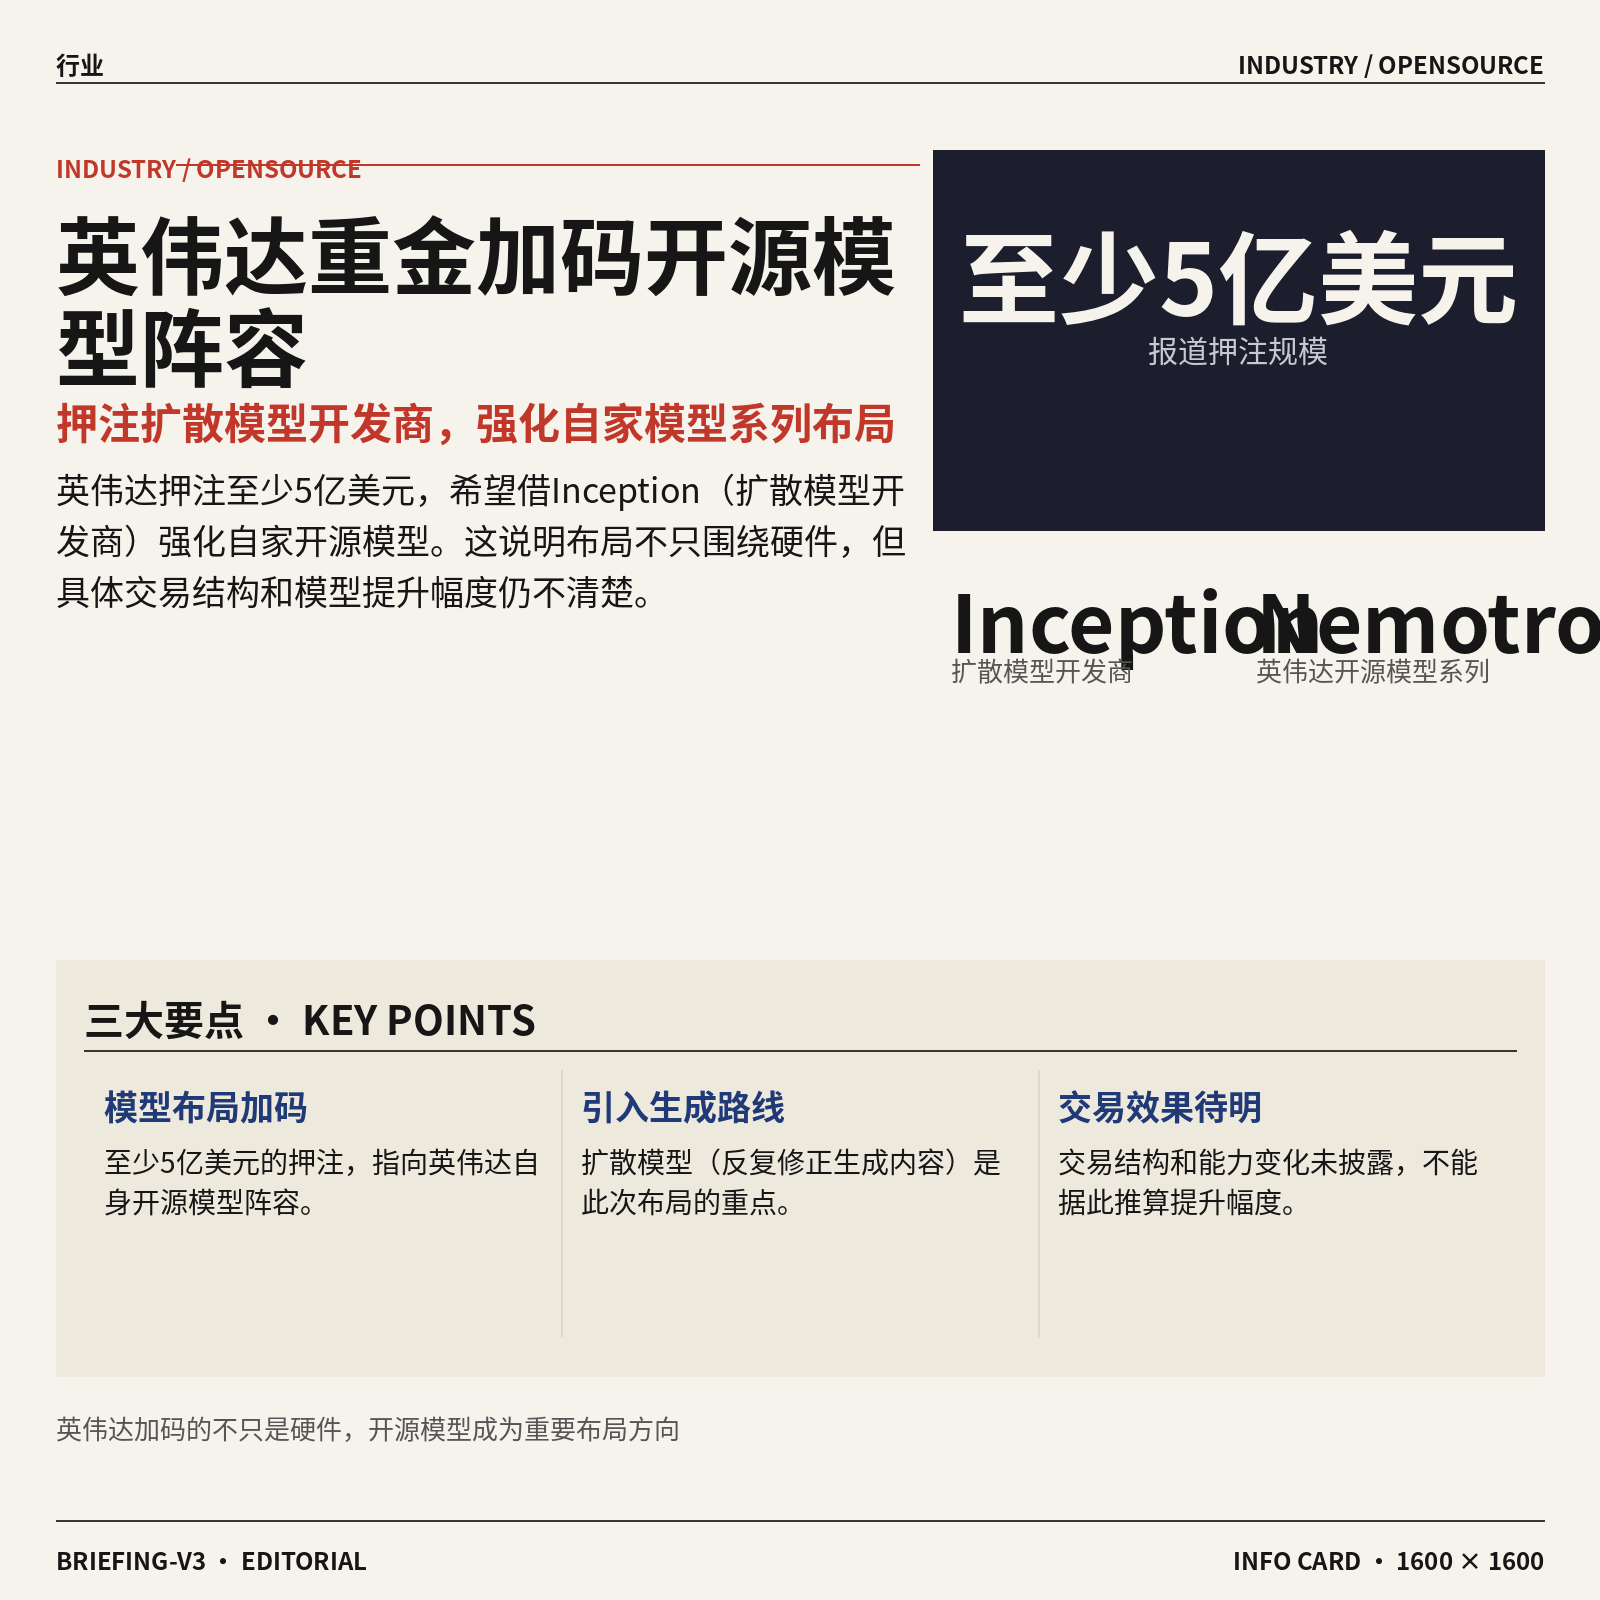 行业
INDUSTRY / OPENSOURCE
INDUSTRY / OPENSOURCE
英伟达重金加码开源模
型阵容
押注扩散模型开发商，强化自家模型系列布局
英伟达押注至少5亿美元，希望借Inception（扩散模型开
发商）强化自家开源模型。这说明布局不只围绕硬件，但
具体交易结构和模型提升幅度仍不清楚。
至少5亿美元
报道押注规模
Inception
扩散模型开发商
Nemotro
英伟达开源模型系列
三大要点 · KEY POINTS
模型布局加码
至少5亿美元的押注，指向英伟达自
身开源模型阵容。
引入生成路线
扩散模型（反复修正生成内容）是
此次布局的重点。
交易效果待明
交易结构和能力变化未披露，不能
据此推算提升幅度。
英伟达加码的不只是硬件，开源模型成为重要布局方向
BRIEFING-V3 · EDITORIAL
INFO CARD · 1600 × 1600